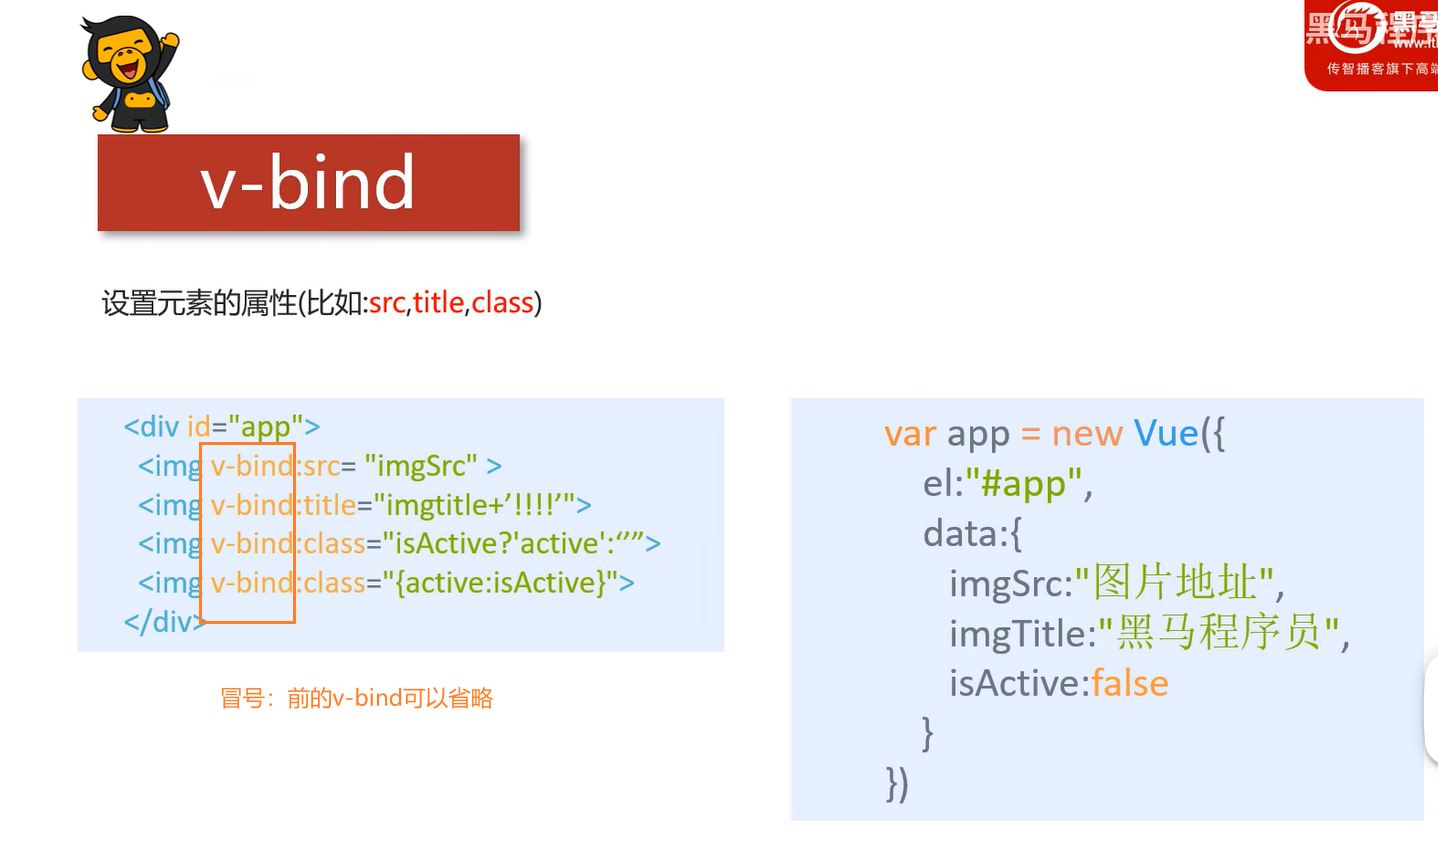 黑马程序
传智播客旗下高端
v-bind
设置元素的属性(比如:src,title,class)
<div id="app">
<img v-bind:src= "imgSrc" >
<img v-bind:title="imgtitle+’!!!!’">
<img v-bind:class="isActive?'active':‘’”>
<img v-bind:class="{active:isActive}">
</div>
冒号：前的v-bind可以省略
var app = new Vue({
el:"#app",
data:{
imgSrc:"图片地址",
imgTitle:"黑马程序员",
isActive:false
}
})